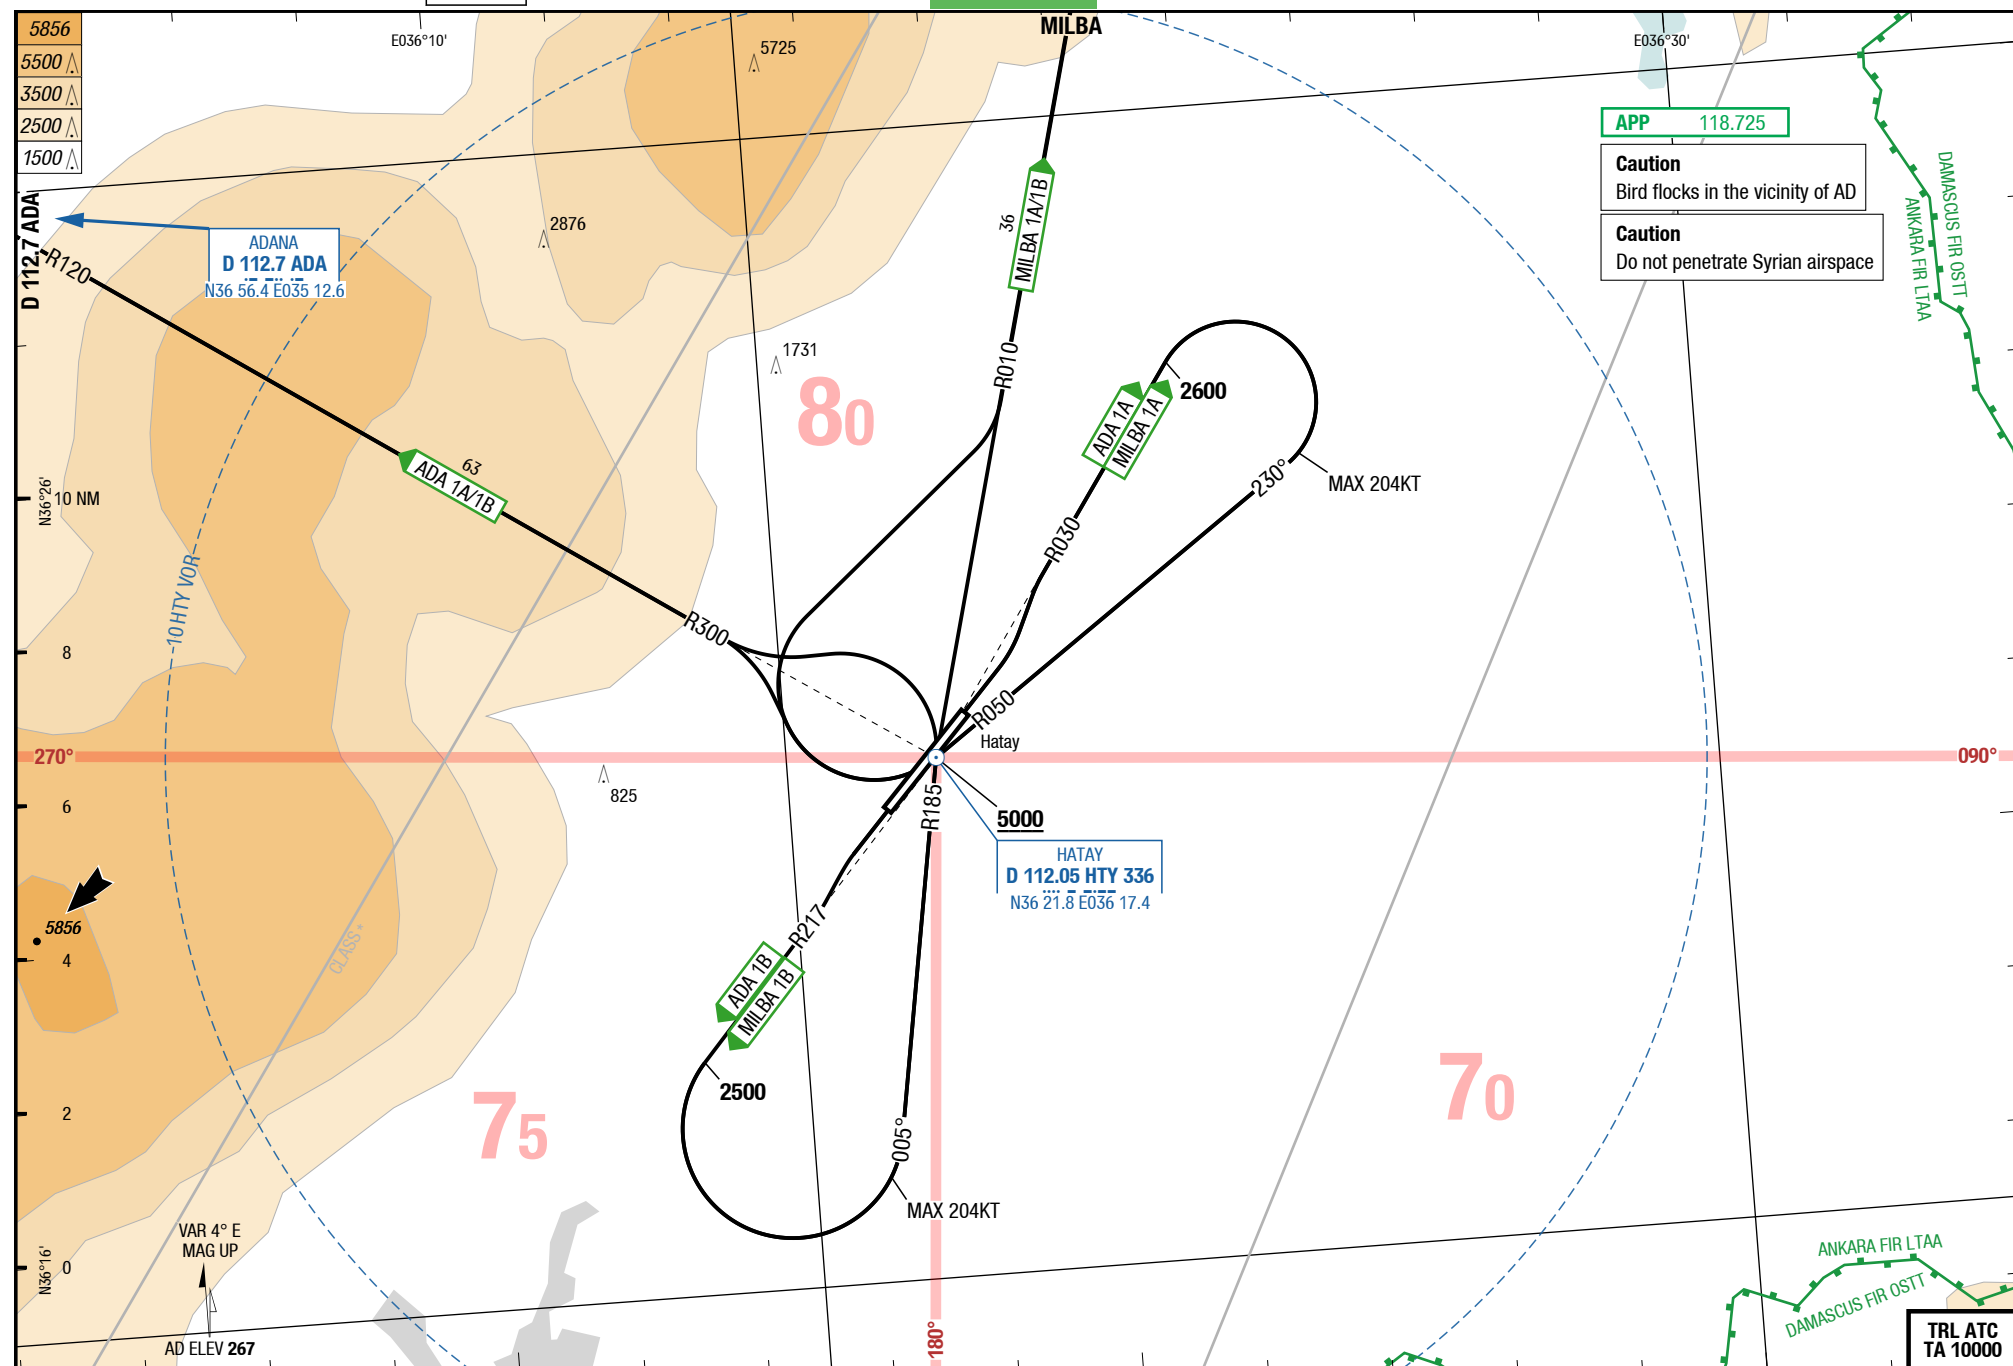 MILBA
5856
5500
3500
2500
1500
E036°10'
5725
E036°30'
APP 118.725
Caution
Bird flocks in the vicinity of AD
Caution
Do not penetrate Syrian airspace
DAMASCUS FIR OSTT
ANKARA FIR LTAA
D 112.7 ADA
R120
ADANA
D 112.7 ADA
N36 56.4 E035 12.6
2876
36
MILBA 1A/1B
R010
1731
80
ADA 1A
MILBA 1A
2600
230°
MAX 204KT
63
ADA 1A/1B
N36°26'
10 NM
R030
10 HTY VOR
R300
8
R050
Hatay
270°
090°
825
6
R185
5000
HATAY
D 112.05 HTY 336
N36 21.8 E036 17.4
5856
R217
CLASS *
4
ADA 1B
MILBA 1B
2500
2
75
70
005°
MAX 204KT
VAR 4° E
MAG UP
N36°16'
0
AD ELEV 267
180°
ANKARA FIR LTAA
DAMASCUS FIR OSTT
TRL ATC
TA 10000